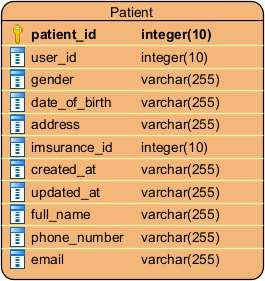 Patient
patient_id integer(10)
user_id integer(10)
gender varchar(255)
date_of_birth varchar(255)
address varchar(255)
imsurance_id integer(10)
created_at varchar(255)
updated_at varchar(255)
full_name varchar(255)
phone_number varchar(255)
email varchar(255)